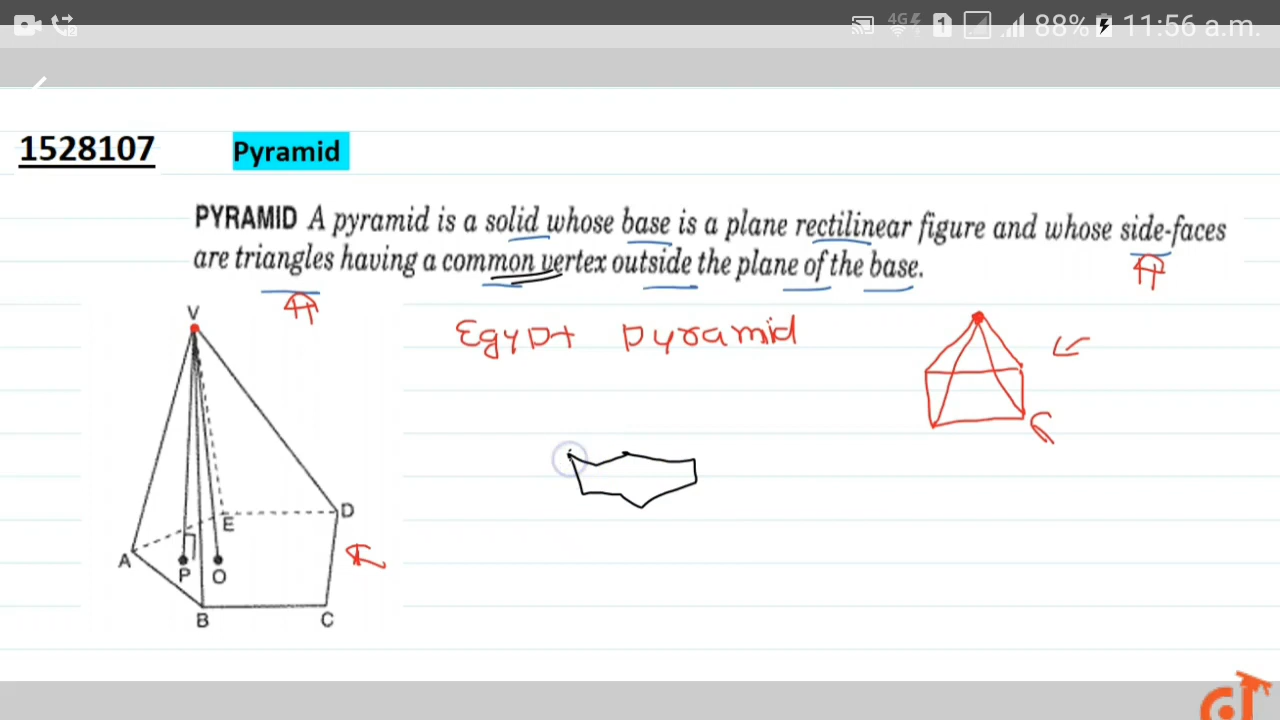 4G 1 88% 11:56 a.m.
1528107 Pyramid
PYRAMID A pyramid is a solid whose base is a plane rectilinear figure and whose side-faces
are triangles having a common vertex outside the plane of the base.
V
Egypt pyramid
E D
A
P O
B C